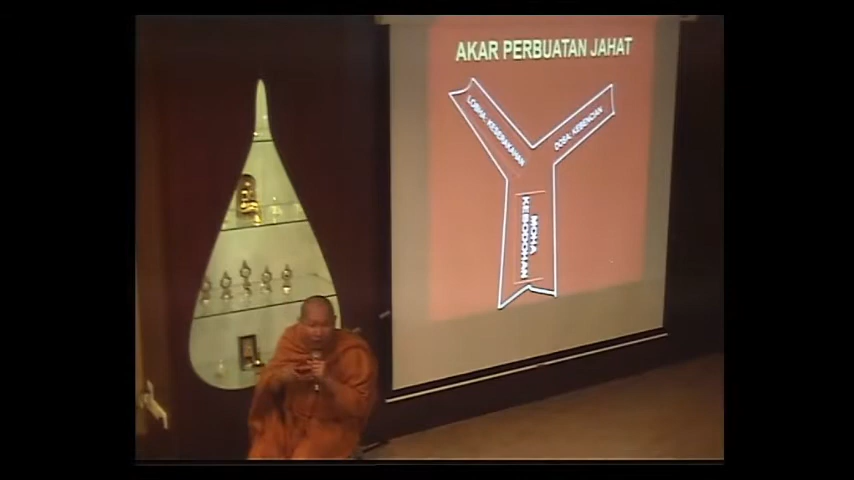 AKAR PERBUATAN JAHAT
LOBHA: KESERAKAHAN
DOSA: KEBENCIAN
MOHA:
KEBODOHAN